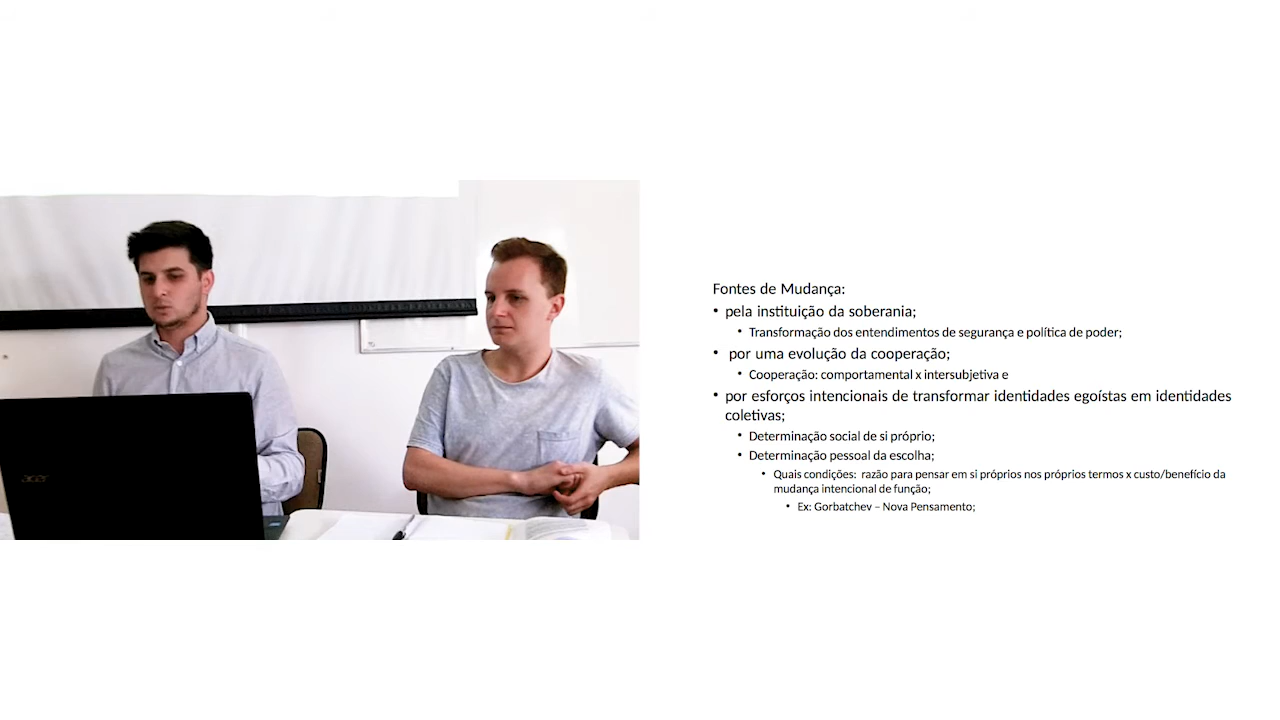 acer
Fontes de Mudança:
• pela instituição da soberania;
• Transformação dos entendimentos de segurança e política de poder;
• por uma evolução da cooperação;
• Cooperação: comportamental x intersubjetiva e
• por esforços intencionais de transformar identidades egoístas em identidades
coletivas;
• Determinação social de si próprio;
• Determinação pessoal da escolha;
• Quais condições: razão para pensar em si próprios nos próprios termos x custo/benefício da
mudança intencional de função;
• Ex: Gorbatchev – Nova Pensamento;